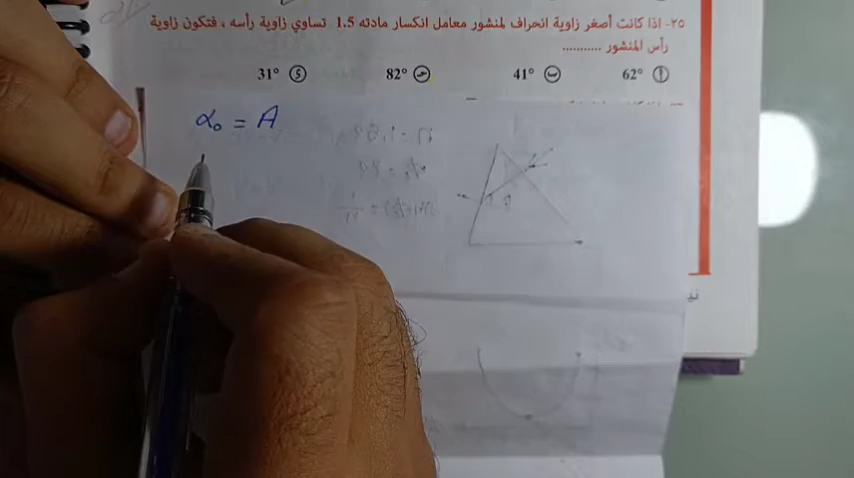 ٢٥- اذا كانت أصغر زاوية انحراف لمنشور معامل انكسار مادته 1.5 تساوي زاوية رأسه ، فتكون زاوية
رأس المنشور ...........
أ 62° ب 41° جـ 82° د 31°
α₀ = A